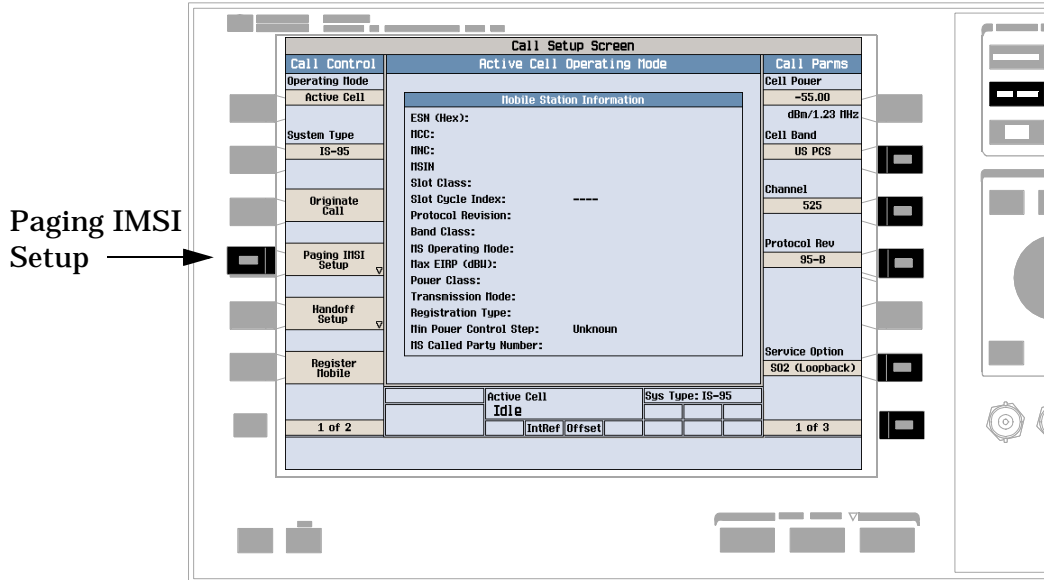 Call Setup Screen
Call Control
Active Cell Operating Mode
Call Parms
Operating Mode
Active Cell
System Type
IS-95
Originate
Call
Paging IMSI
Setup
Handoff
Setup
Register
Mobile
1 of 2
Mobile Station Information
ESN (Hex):
MCC:
MNC:
MSIN
Slot Class:
Slot Cycle Index: ----
Protocol Revision:
Band Class:
MS Operating Mode:
Max EIRP (dBW):
Power Class:
Transmission Mode:
Registration Type:
Min Power Control Step: Unknown
MS Called Party Number:
Active Cell
Sys Type: IS-95
Idle
IntRef Offset
Cell Power
-55.00
dBm/1.23 MHz
Cell Band
US PCS
Channel
525
Protocol Rev
95-B
Service Option
SO2 (Loopback)
1 of 3
Paging IMSI
Setup